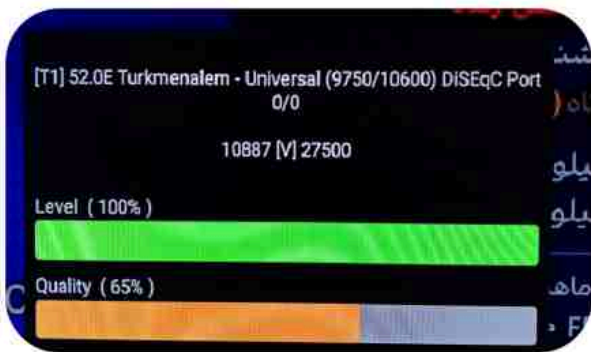 [T1] 52.0E Turkmenalem - Universal (9750/10600) DiSEqC Port
0/0
10887 [V] 27500
Level ( 100% )
Quality ( 65% )